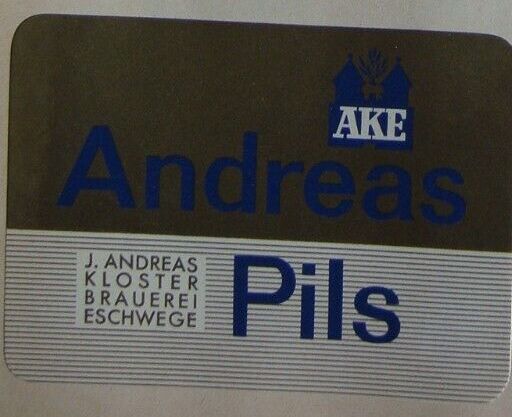 AKE
Andreas
J. ANDREAS
KLOSTER
BRAUEREI
ESCHWEGE
Pils